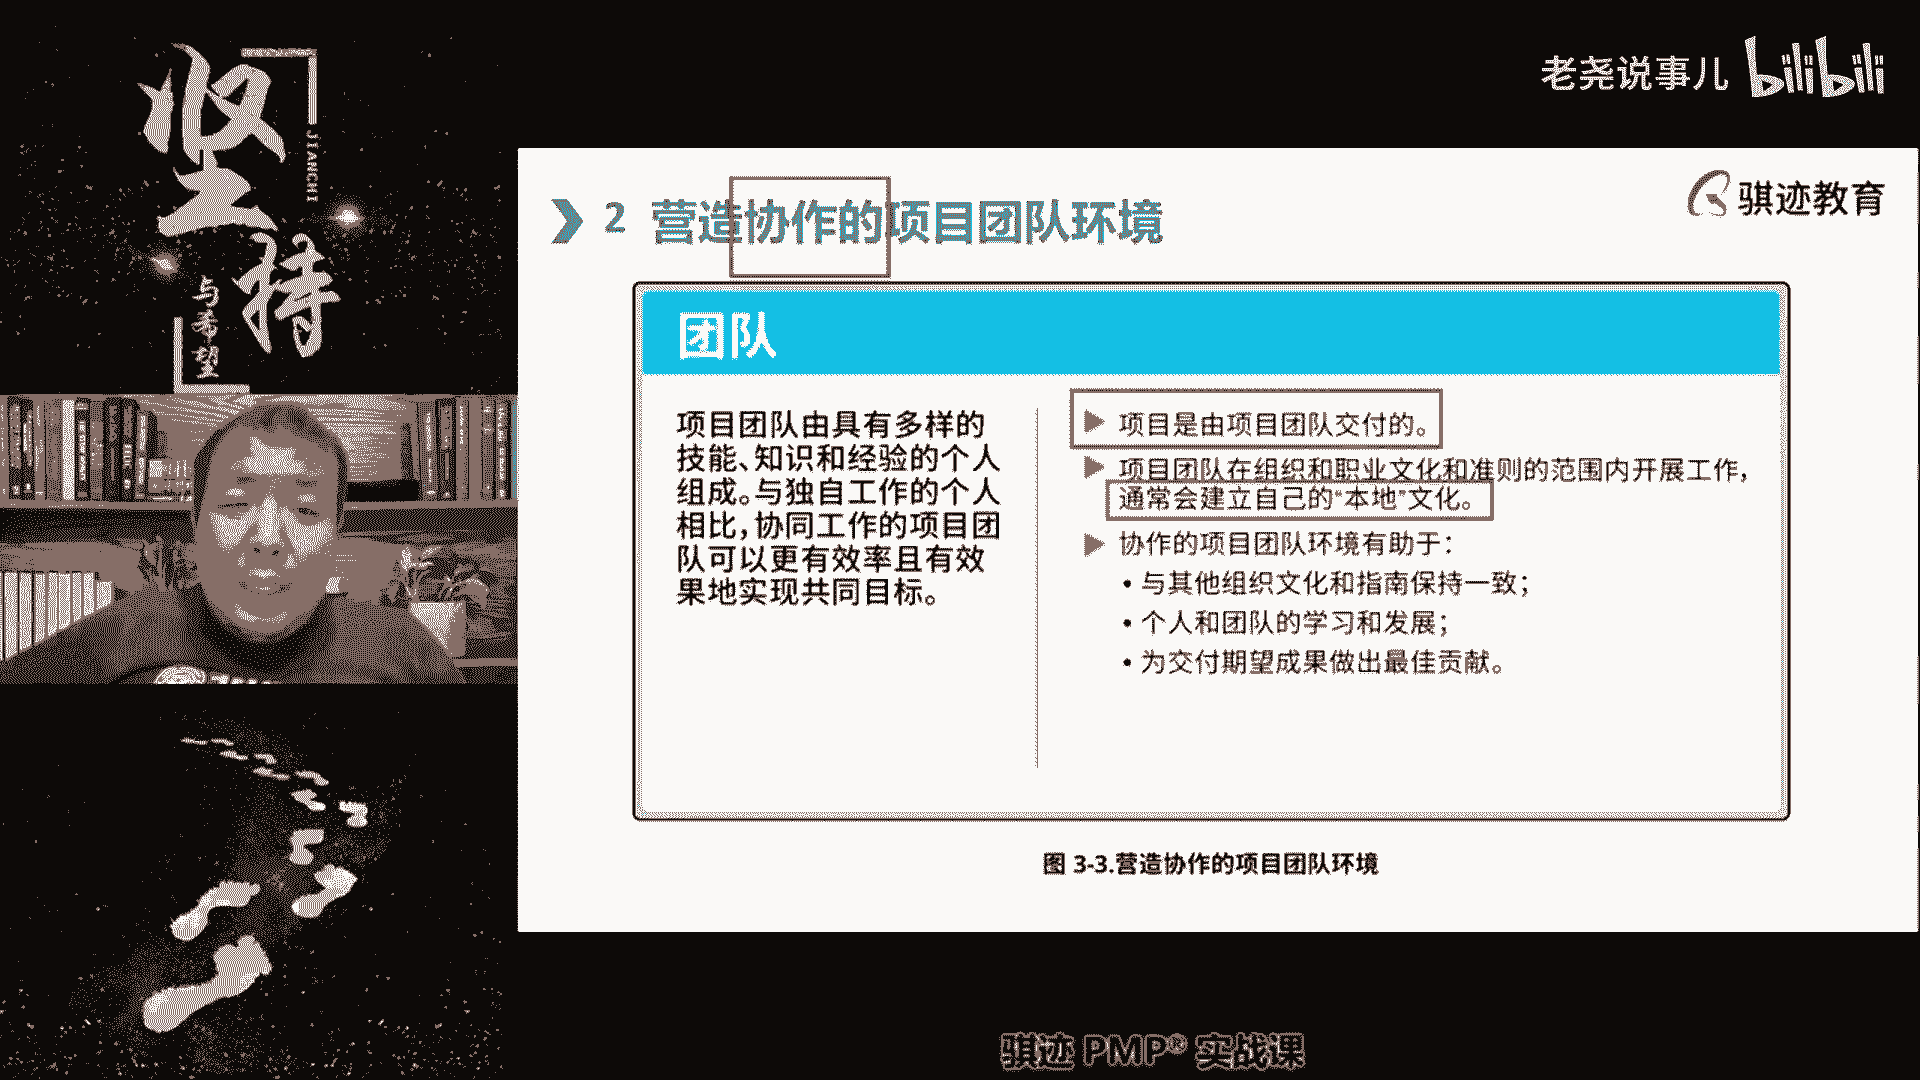 坚持
JIANCHI
与希望
老尧说事儿 bilibili
骐迹教育
2 营造协作的项目团队环境
团队
项目团队由具有多样的
技能、知识和经验的个人
组成。与独自工作的个人
相比，协同工作的项目团
队可以更有效率且有效
果地实现共同目标。
项目是由项目团队交付的。
项目团队在组织和职业文化和准则的范围内开展工作，
通常会建立自己的“本地”文化。
协作的项目团队环境有助于：
• 与其他组织文化和指南保持一致；
• 个人和团队的学习和发展；
• 为交付期望成果做出最佳贡献。
图 3-3.营造协作的项目团队环境
骐迹 PMP® 实战课